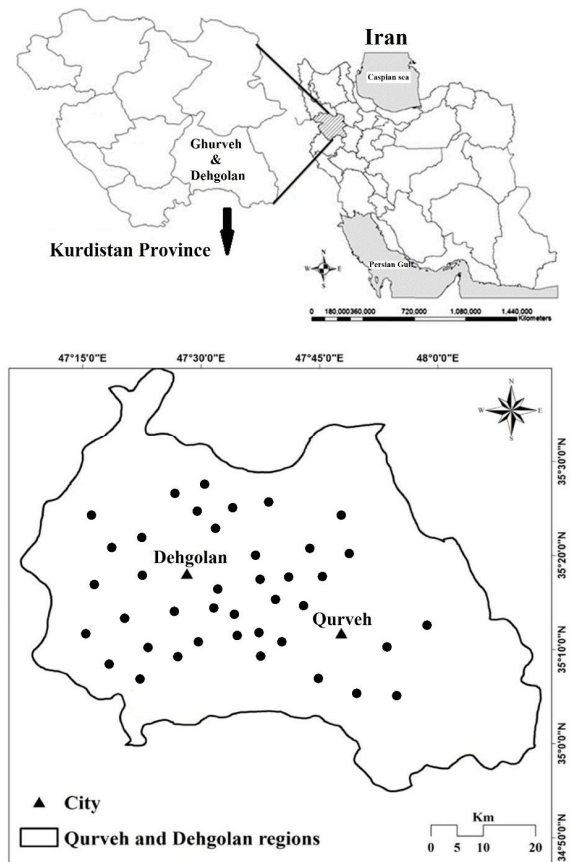 Iran
Caspian sea
Ghurveh
&
Dehgolan
Kurdistan Province
Persian Gulf
N
W E
S
0 180,000 360,000 720,000 1,080,000 1,440,000
Kilometers
47°15'0"E 47°30'0"E 47°45'0"E 48°0'0"E
N
W E
S
35°30'0"N
35°20'0"N
Dehgolan
Qurveh
35°10'0"N
35°0'0"N
34°50'0"N
City
Qurveh and Dehgolan regions
Km
0 5 10 20